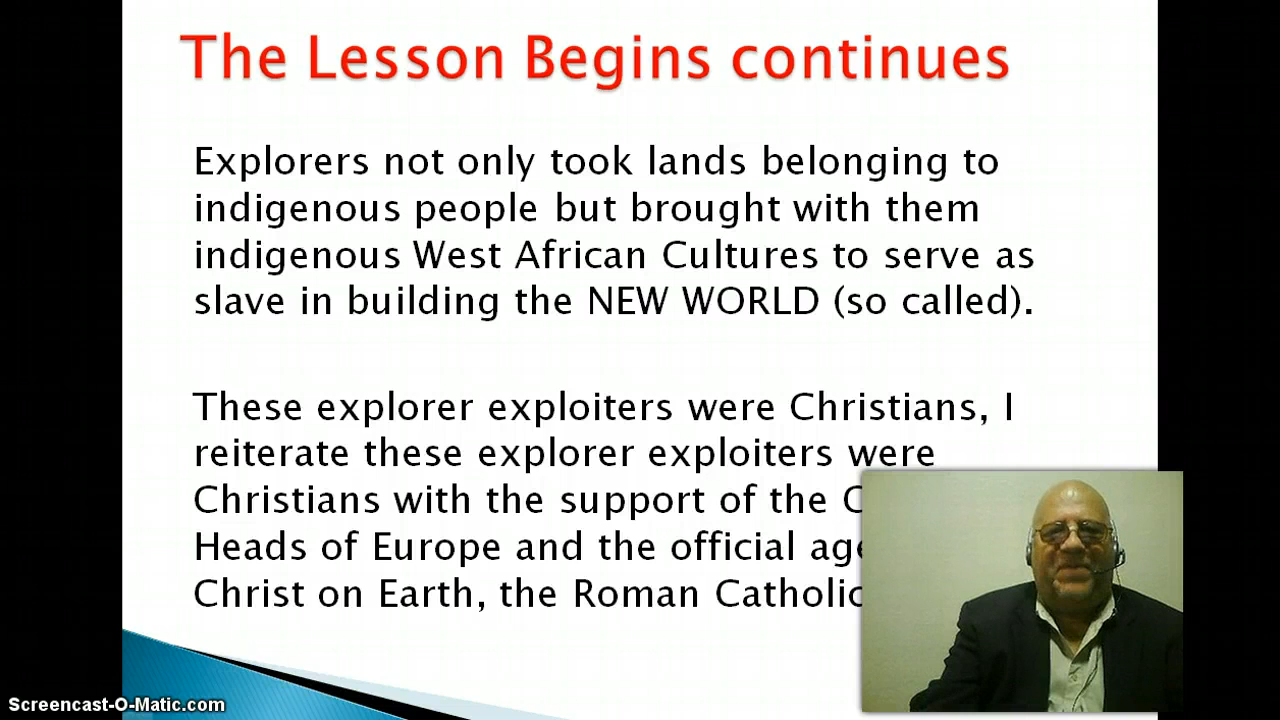 The Lesson Begins continues
Explorers not only took lands belonging to
indigenous people but brought with them
indigenous West African Cultures to serve as
slave in building the NEW WORLD (so called).
These explorer exploiters were Christians, I
reiterate these explorer exploiters were
Christians with the support of the
Heads of Europe and the official
Christ on Earth, the Roman Catholic
Screencast-O-Matic.com